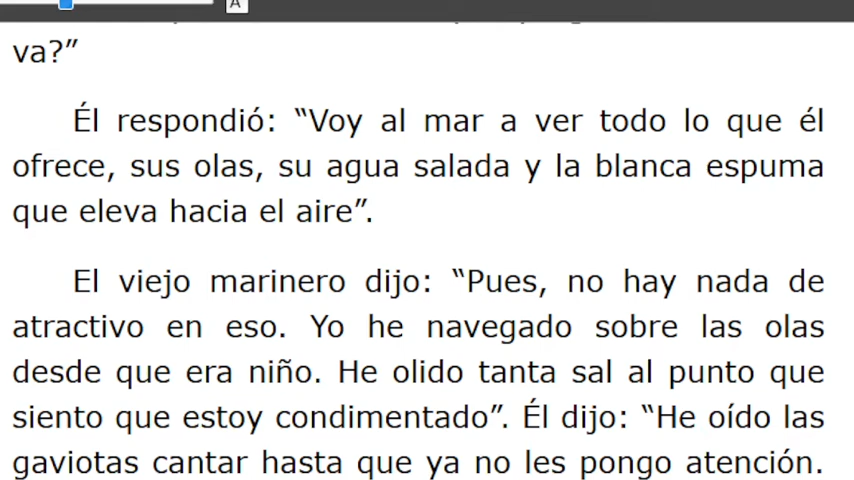 A
va?”
Él respondió: “Voy al mar a ver todo lo que él
ofrece, sus olas, su agua salada y la blanca espuma
que eleva hacia el aire”.
El viejo marinero dijo: “Pues, no hay nada de
atractivo en eso. Yo he navegado sobre las olas
desde que era niño. He olido tanta sal al punto que
siento que estoy condimentado”. Él dijo: “He oído las
gaviotas cantar hasta que ya no les pongo atención.